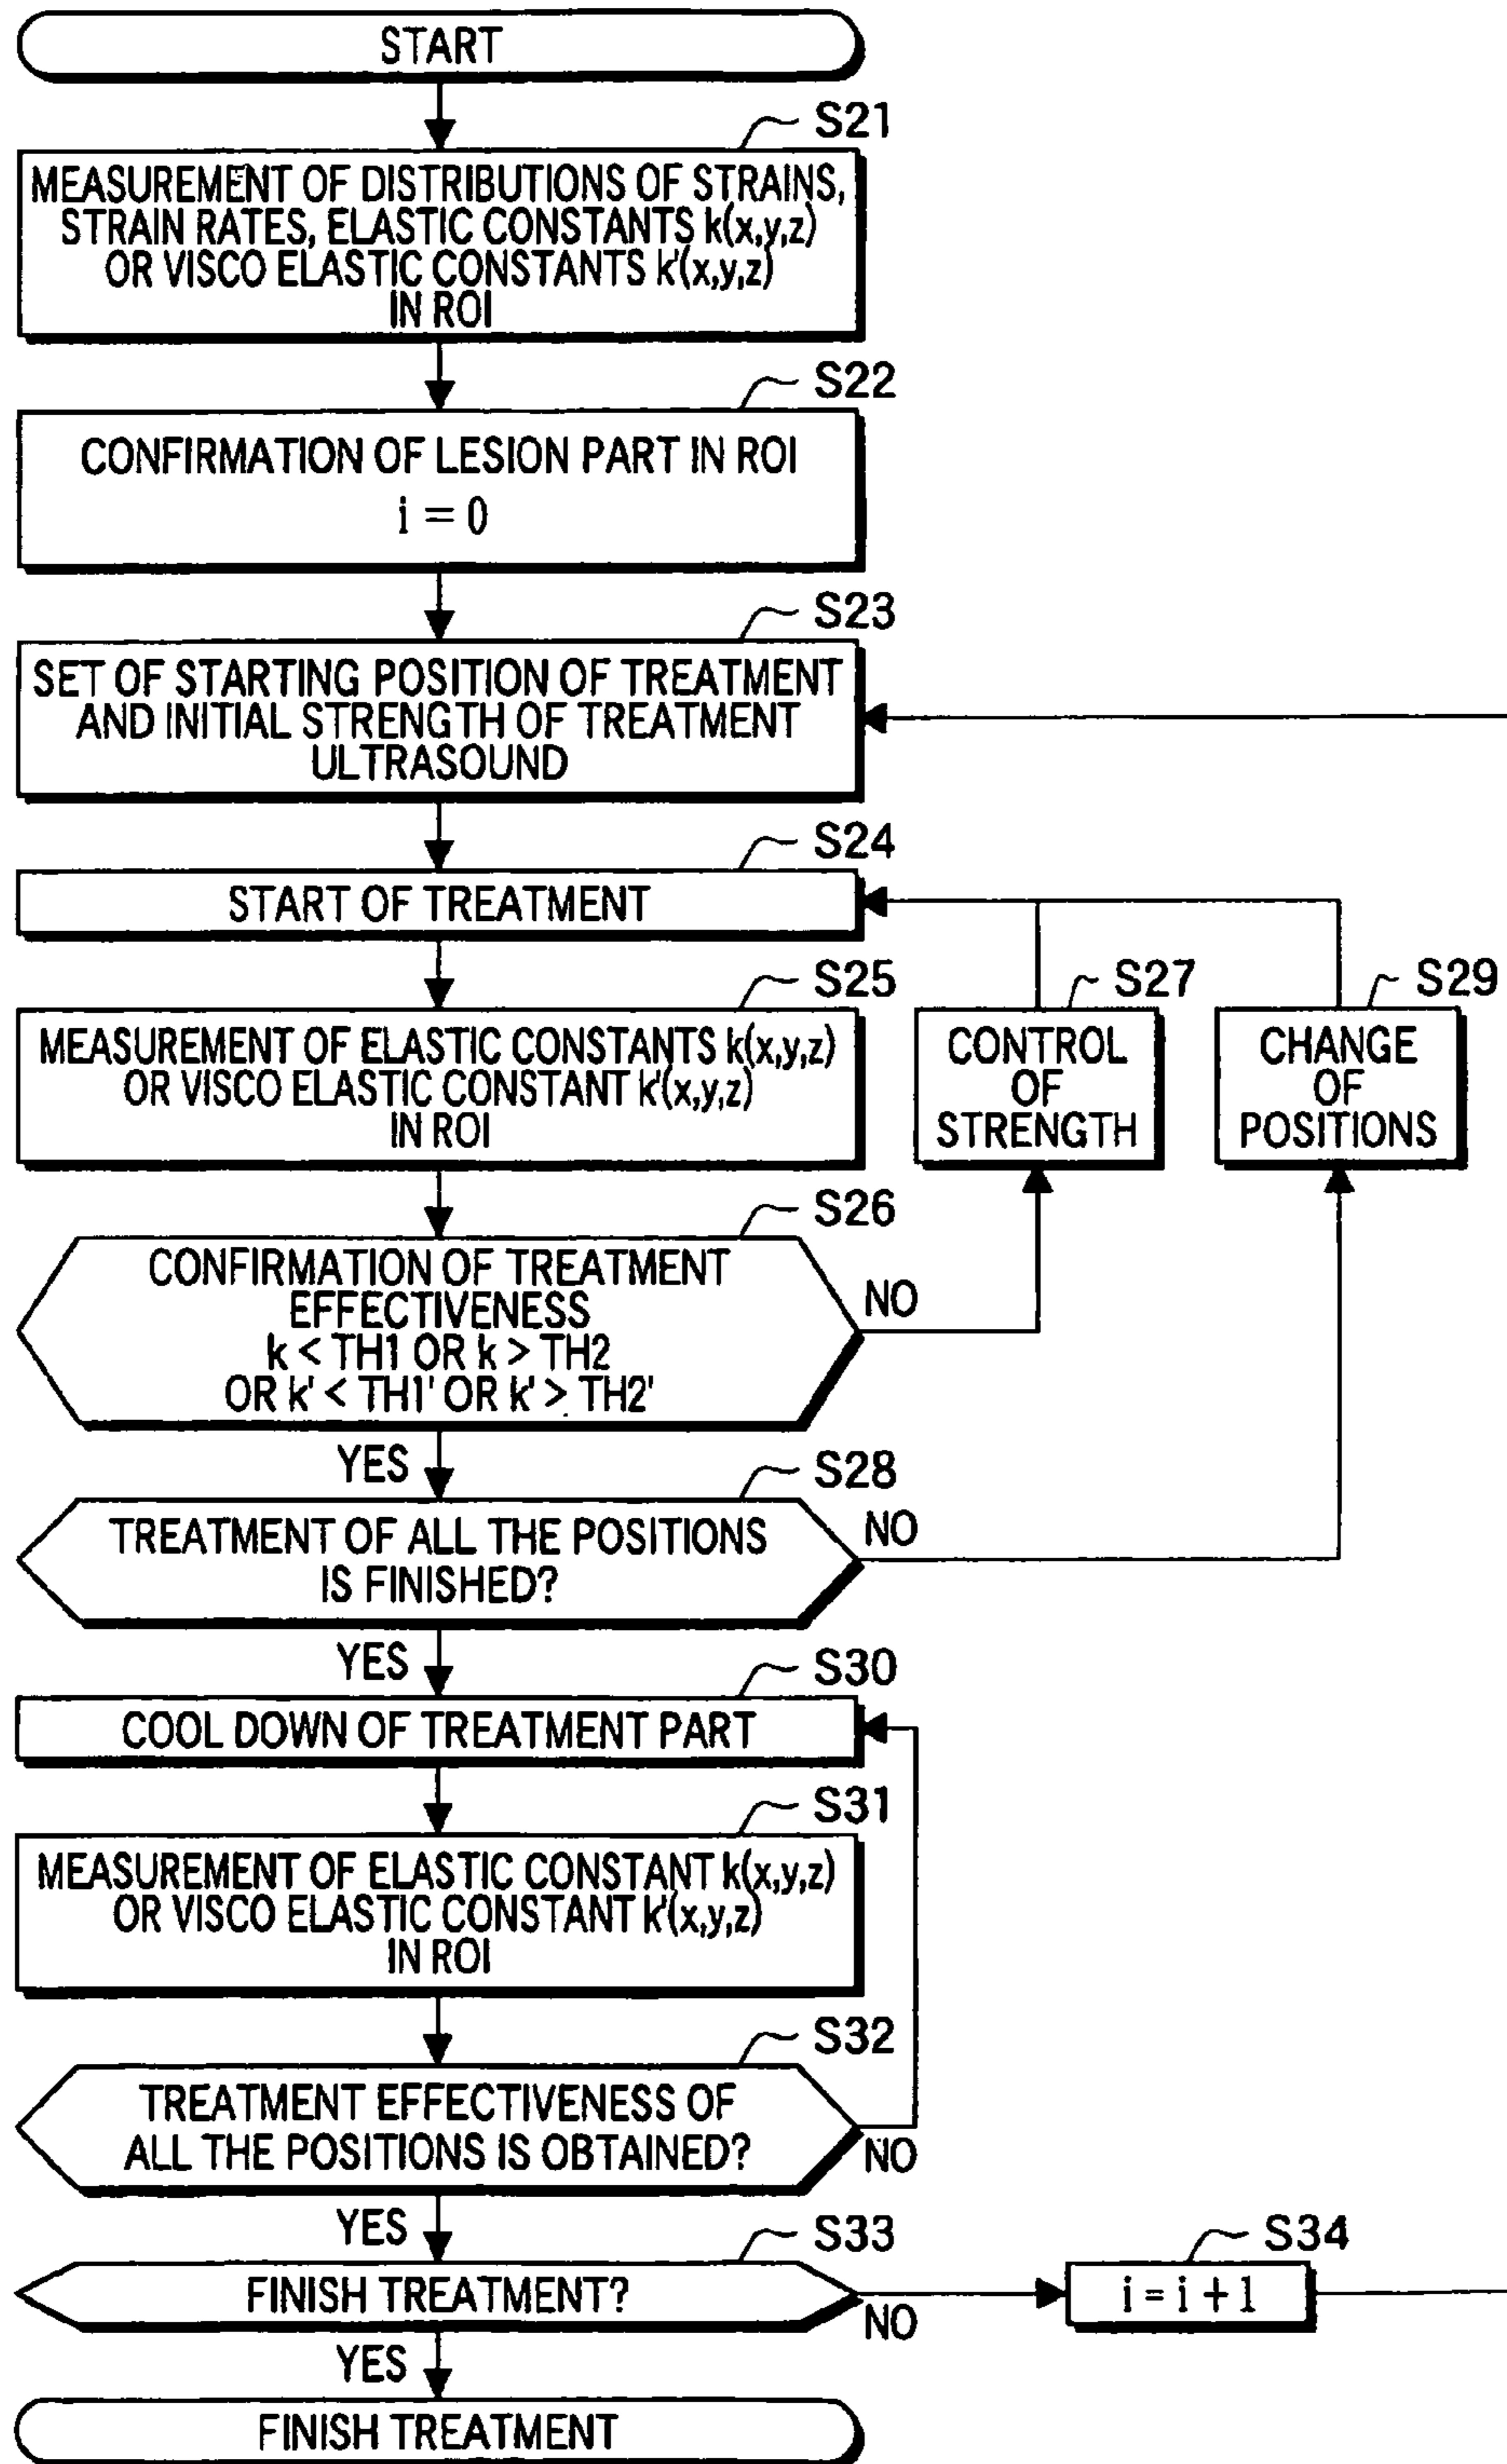 START
S21
MEASUREMENT OF DISTRIBUTIONS OF STRAINS,
STRAIN RATES, ELASTIC CONSTANTS k(x,y,z)
OR VISCO ELASTIC CONSTANTS k'(x,y,z)
IN ROI
S22
CONFIRMATION OF LESION PART IN ROI
i = 0
S23
SET OF STARTING POSITION OF TREATMENT
AND INITIAL STRENGTH OF TREATMENT
ULTRASOUND
S24
START OF TREATMENT
S25
MEASUREMENT OF ELASTIC CONSTANTS k(x,y,z)
OR VISCO ELASTIC CONSTANT k'(x,y,z)
IN ROI
S27
CONTROL
OF
STRENGTH
S29
CHANGE
OF
POSITIONS
S26
CONFIRMATION OF TREATMENT
EFFECTIVENESS
k < TH1 OR k > TH2
OR k' < TH1' OR k' > TH2'
NO
YES
S28
TREATMENT OF ALL THE POSITIONS
IS FINISHED?
NO
YES
S30
COOL DOWN OF TREATMENT PART
S31
MEASUREMENT OF ELASTIC CONSTANT k(x,y,z)
OR VISCO ELASTIC CONSTANT k'(x,y,z)
IN ROI
S32
TREATMENT EFFECTIVENESS OF
ALL THE POSITIONS IS OBTAINED?
NO
YES
S33
FINISH TREATMENT?
NO
S34
i = i + 1
YES
FINISH TREATMENT